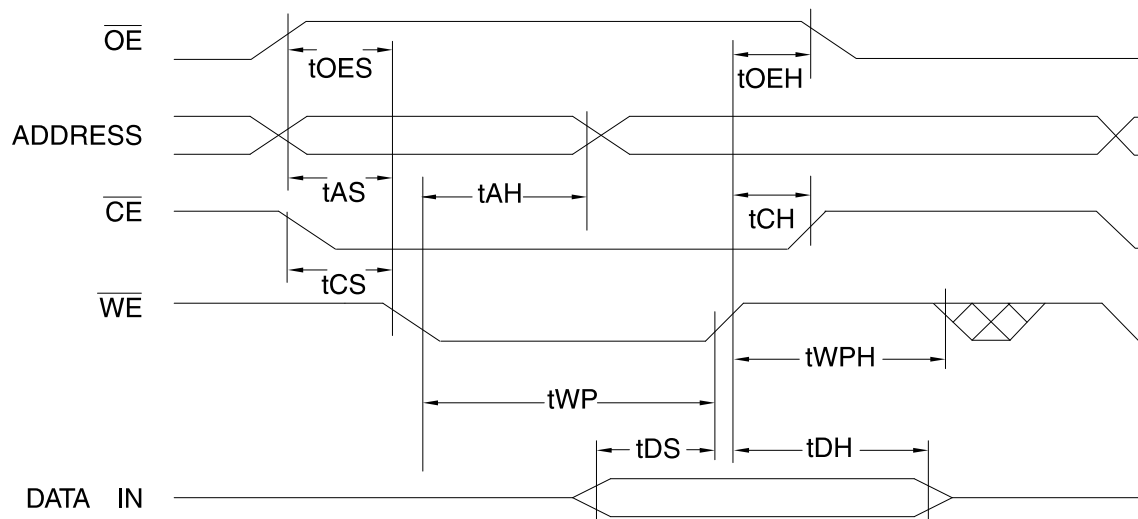 OE
tOES
tOEH
ADDRESS
tAS
tAH
CE
tCH
tCS
WE
tWPH
tWP
tDS
tDH
DATA IN